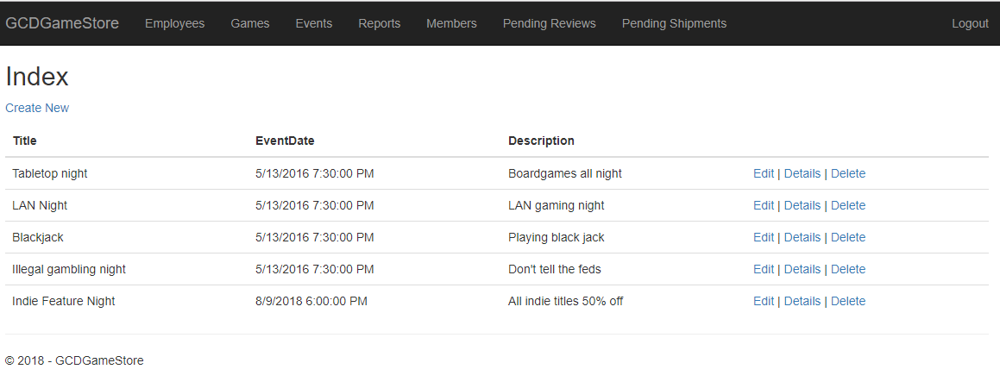 GCDGameStore Employees Games Events Reports Members Pending Reviews Pending Shipments Logout
Index
Create New
Title EventDate Description
Tabletop night 5/13/2016 7:30:00 PM Boardgames all night Edit | Details | Delete
LAN Night 5/13/2016 7:30:00 PM LAN gaming night Edit | Details | Delete
Blackjack 5/13/2016 7:30:00 PM Playing black jack Edit | Details | Delete
Illegal gambling night 5/13/2016 7:30:00 PM Don't tell the feds Edit | Details | Delete
Indie Feature Night 8/9/2018 6:00:00 PM All indie titles 50% off Edit | Details | Delete
© 2018 - GCDGameStore